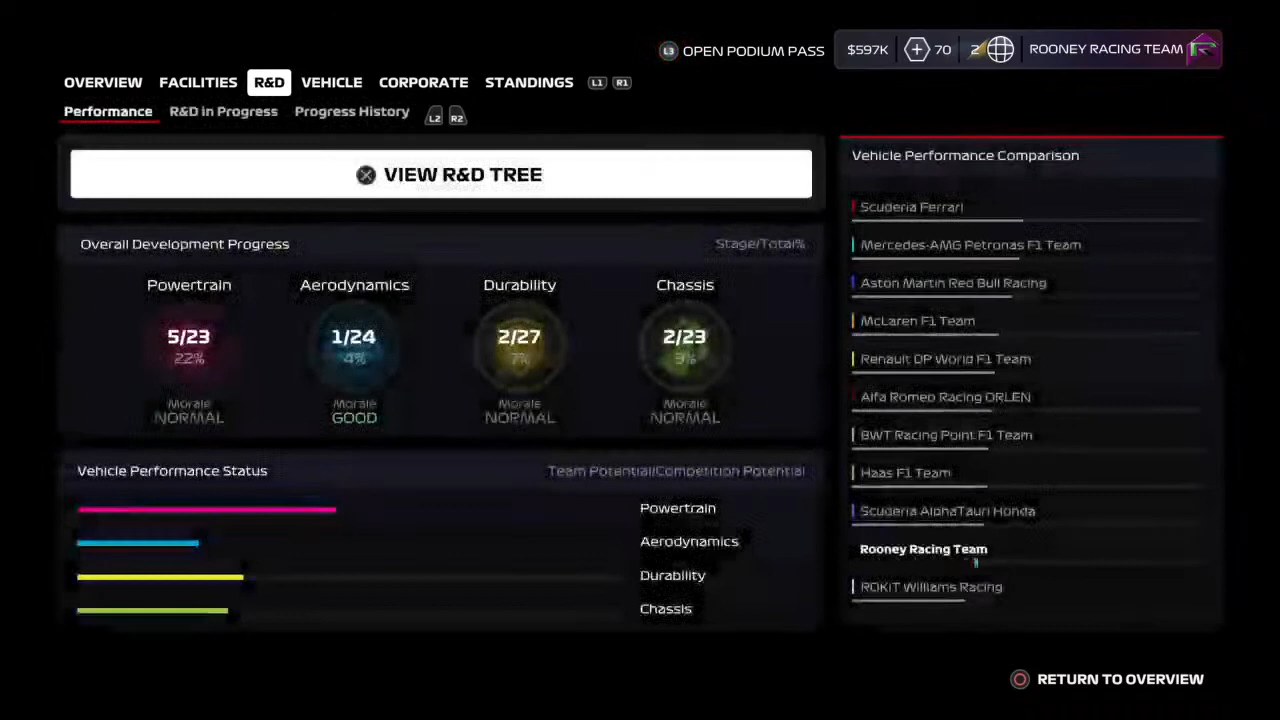 L3 OPEN PODIUM PASS $597K 70 2 ROONEY RACING TEAM
OVERVIEW FACILITIES R&D VEHICLE CORPORATE STANDINGS L1 R1
Performance R&D in Progress Progress History L2 R2
VIEW R&D TREE
Overall Development Progress Stage/Total%
Powertrain Aerodynamics Durability Chassis
5/23 1/24 2/27 2/23
22% 4% 7% 9%
Morale Morale Morale Morale
NORMAL GOOD NORMAL NORMAL
Vehicle Performance Status Team Potential/Competition Potential
Powertrain
Aerodynamics
Durability
Chassis
Vehicle Performance Comparison
Scuderia Ferrari
Mercedes-AMG Petronas F1 Team
Aston Martin Red Bull Racing
McLaren F1 Team
Renault DP World F1 Team
Alfa Romeo Racing ORLEN
BWT Racing Point F1 Team
Haas F1 Team
Scuderia AlphaTauri Honda
Rooney Racing Team
ROKiT Williams Racing
RETURN TO OVERVIEW